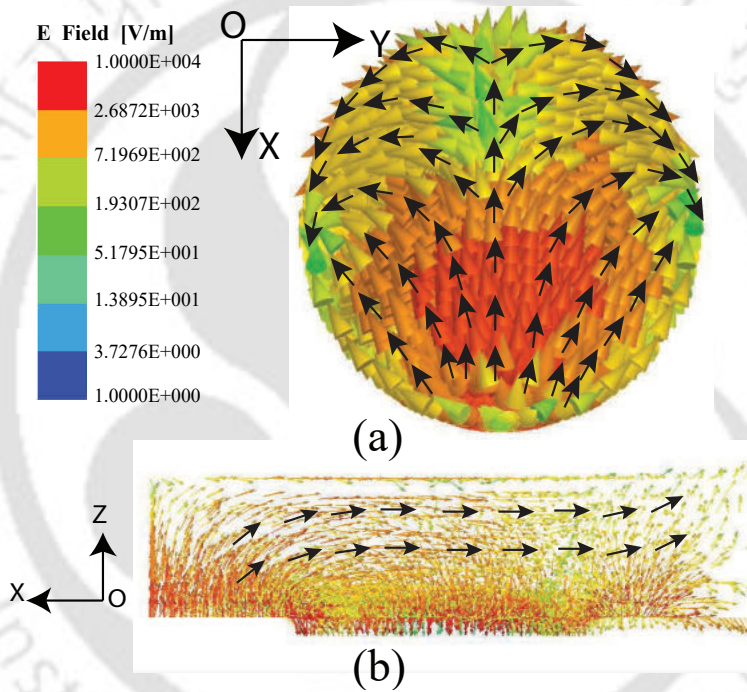 E Field [V/m]
1.0000E+004
2.6872E+003
7.1969E+002
1.9307E+002
5.1795E+001
1.3895E+001
3.7276E+000
1.0000E+000
O
Y
X
(a)
Z
X
O
(b)